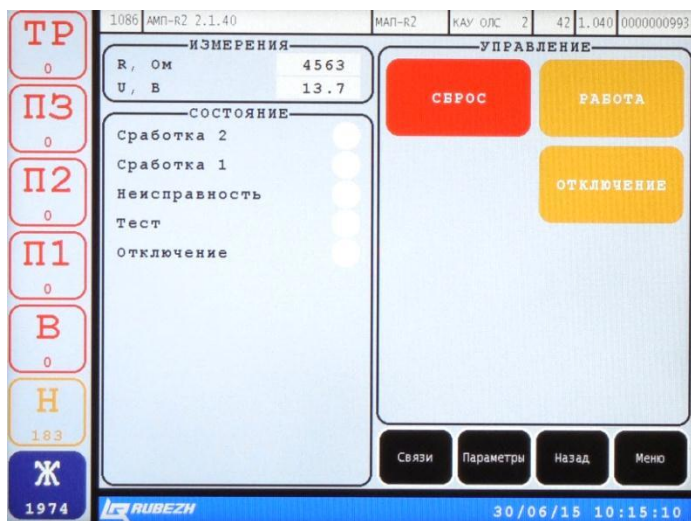 1086 АМП-R2 2.1.40 МАП-R2 КАУ ОЛС 2 42 1.040 0000000993
ТР
0
ПЗ
0
П2
0
П1
0
В
0
Н
183
Ж
1974
ИЗМЕРЕНИЯ
R, Ом 4563
U, В 13.7
СОСТОЯНИЕ
Сработка 2
Сработка 1
Неисправность
Тест
Отключение
УПРАВЛЕНИЕ
СБРОС РАБОТА
ОТКЛЮЧЕНИЕ
Связи Параметры Назад Меню
RUBEZH 30/06/15 10:15:10